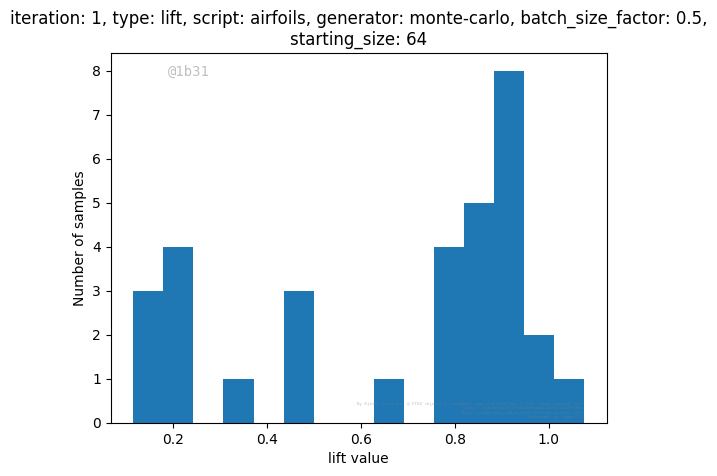 iteration: 1, type: lift, script: airfoils, generator: monte-carlo, batch_size_factor: 0.5,
starting_size: 64
@1b31
8
7
6
5
4
3
2
1
0
Number of samples
0.2 0.4 0.6 0.8 1.0
lift value